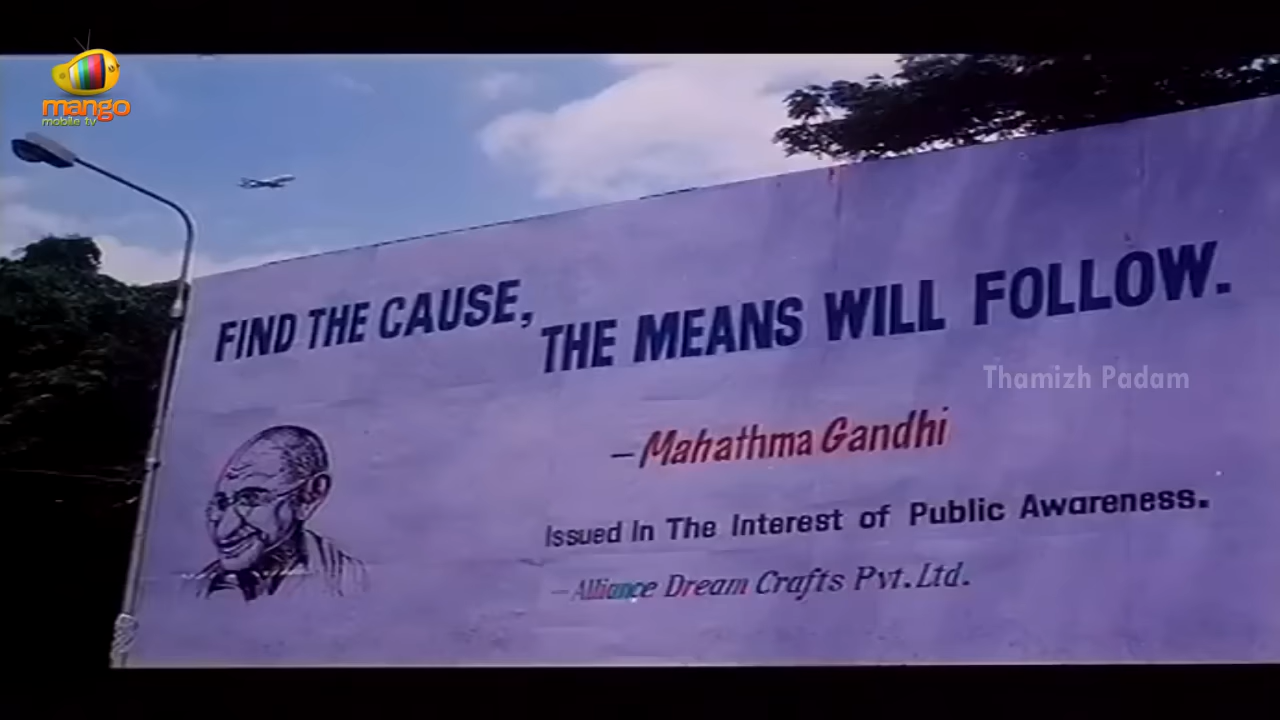 mango
mobile tv
FIND THE CAUSE, THE MEANS WILL FOLLOW.
Thamizh Padam
–Mahathma Gandhi
Issued In The Interest of Public Awareness.
–Alliance Dream Crafts Pvt.Ltd.